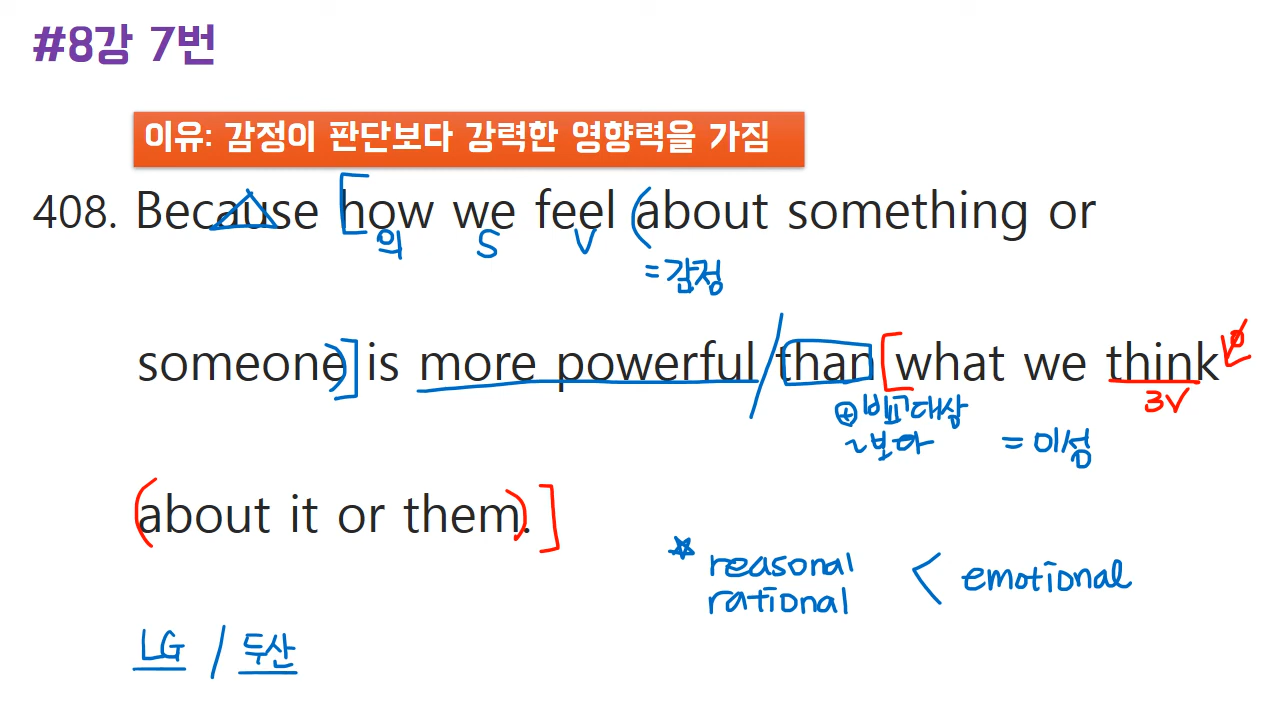 #8강 7번
이유: 감정이 판단보다 강력한 영향력을 가짐
408. Because how we feel about something or
의 S V
=감정
someone is more powerful than what we think
3V
⊕비교대상
~보다 =이성
about it or them.
☆ reasonal < emotional
rational
LG / 두산